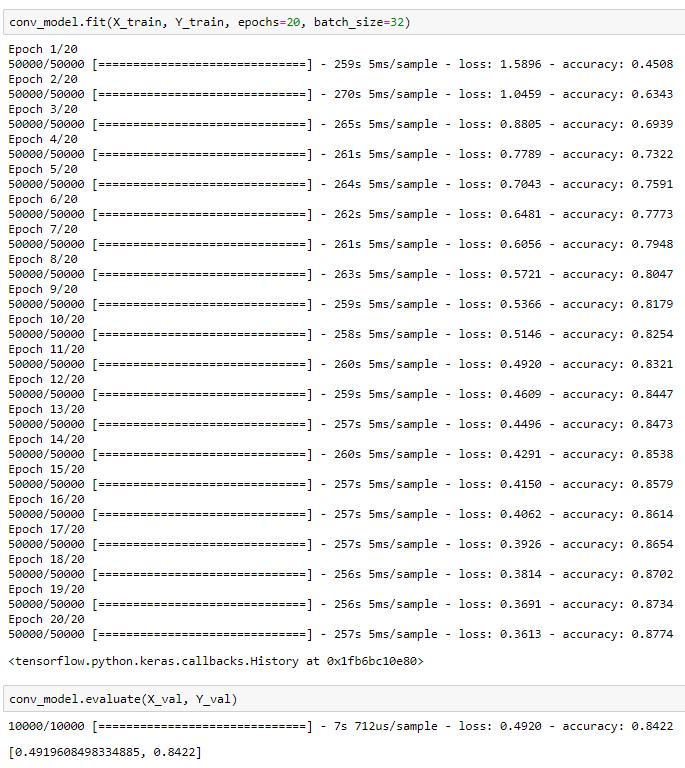 conv_model.fit(X_train, Y_train, epochs=20, batch_size=32)
Epoch 1/20
50000/50000 [==============================] - 259s 5ms/sample - loss: 1.5896 - accuracy: 0.4508
Epoch 2/20
50000/50000 [==============================] - 270s 5ms/sample - loss: 1.0459 - accuracy: 0.6343
Epoch 3/20
50000/50000 [==============================] - 265s 5ms/sample - loss: 0.8805 - accuracy: 0.6939
Epoch 4/20
50000/50000 [==============================] - 261s 5ms/sample - loss: 0.7789 - accuracy: 0.7322
Epoch 5/20
50000/50000 [==============================] - 264s 5ms/sample - loss: 0.7043 - accuracy: 0.7591
Epoch 6/20
50000/50000 [==============================] - 262s 5ms/sample - loss: 0.6481 - accuracy: 0.7773
Epoch 7/20
50000/50000 [==============================] - 261s 5ms/sample - loss: 0.6056 - accuracy: 0.7948
Epoch 8/20
50000/50000 [==============================] - 263s 5ms/sample - loss: 0.5721 - accuracy: 0.8047
Epoch 9/20
50000/50000 [==============================] - 259s 5ms/sample - loss: 0.5366 - accuracy: 0.8179
Epoch 10/20
50000/50000 [==============================] - 258s 5ms/sample - loss: 0.5146 - accuracy: 0.8254
Epoch 11/20
50000/50000 [==============================] - 260s 5ms/sample - loss: 0.4920 - accuracy: 0.8321
Epoch 12/20
50000/50000 [==============================] - 259s 5ms/sample - loss: 0.4609 - accuracy: 0.8447
Epoch 13/20
50000/50000 [==============================] - 257s 5ms/sample - loss: 0.4496 - accuracy: 0.8473
Epoch 14/20
50000/50000 [==============================] - 260s 5ms/sample - loss: 0.4291 - accuracy: 0.8538
Epoch 15/20
50000/50000 [==============================] - 257s 5ms/sample - loss: 0.4150 - accuracy: 0.8579
Epoch 16/20
50000/50000 [==============================] - 257s 5ms/sample - loss: 0.4062 - accuracy: 0.8614
Epoch 17/20
50000/50000 [==============================] - 257s 5ms/sample - loss: 0.3926 - accuracy: 0.8654
Epoch 18/20
50000/50000 [==============================] - 256s 5ms/sample - loss: 0.3814 - accuracy: 0.8702
Epoch 19/20
50000/50000 [==============================] - 256s 5ms/sample - loss: 0.3691 - accuracy: 0.8734
Epoch 20/20
50000/50000 [==============================] - 257s 5ms/sample - loss: 0.3613 - accuracy: 0.8774
<tensorflow.python.keras.callbacks.History at 0x1fb6bc10e80>
conv_model.evaluate(X_val, Y_val)
10000/10000 [==============================] - 7s 712us/sample - loss: 0.4920 - accuracy: 0.8422
[0.4919608498334885, 0.8422]